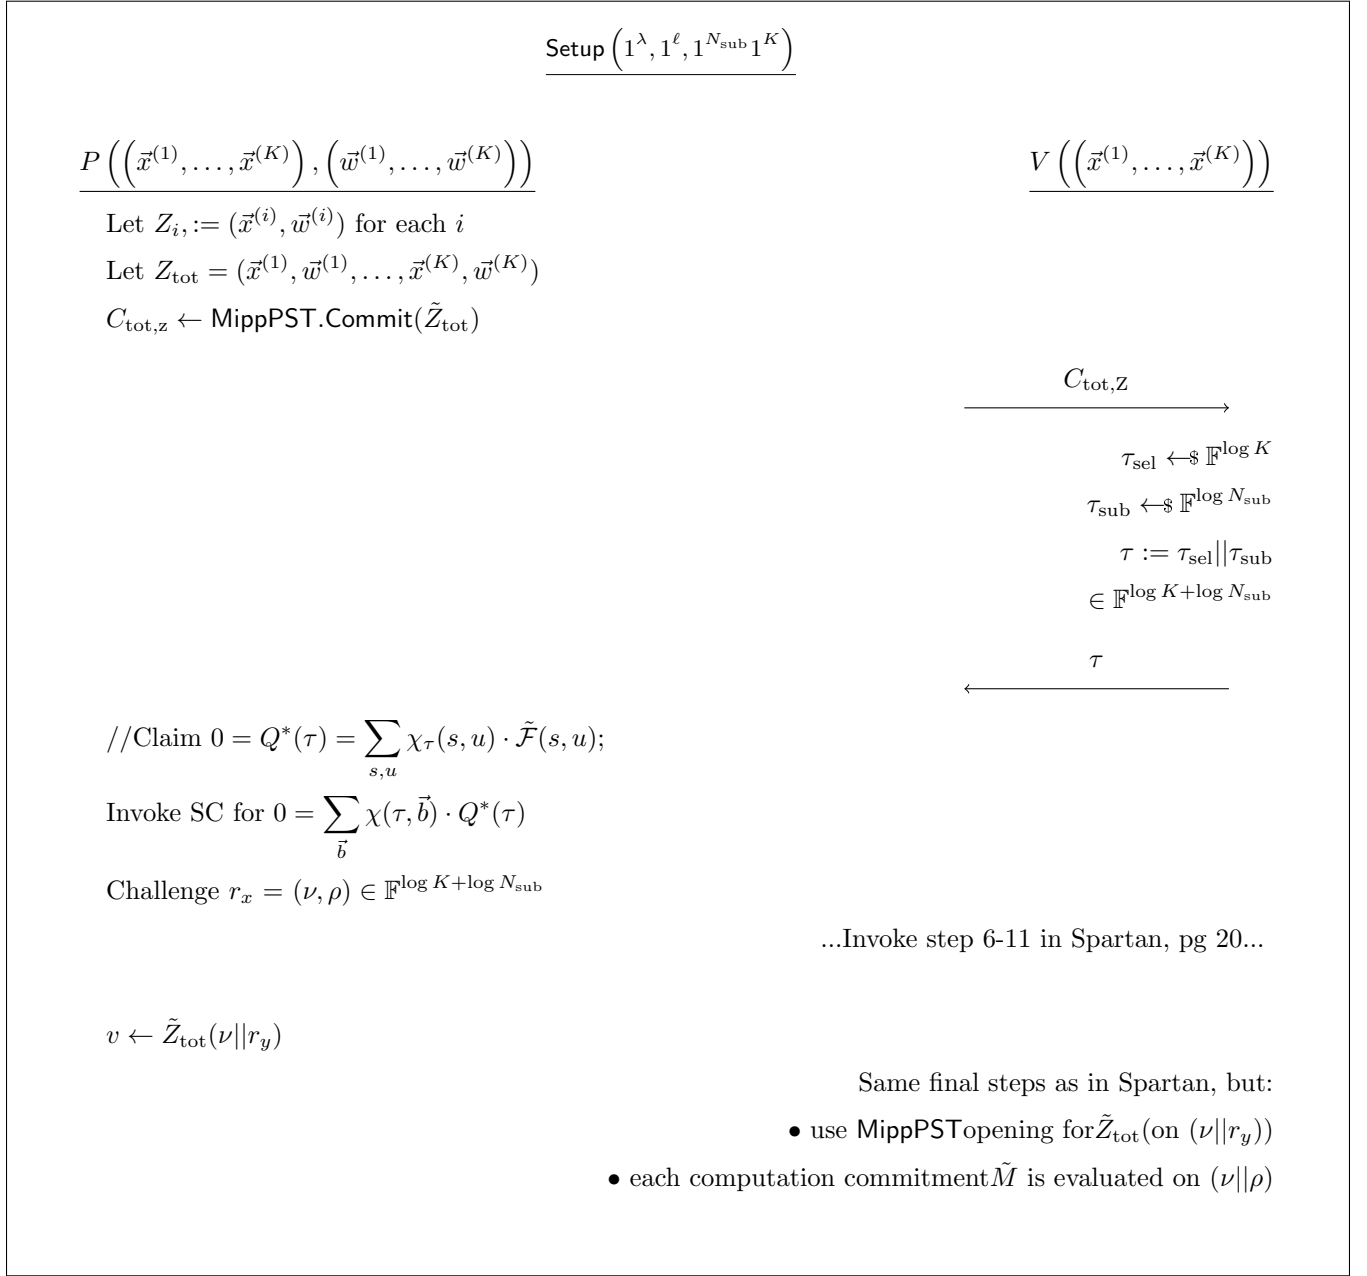 Setup (1^λ, 1^ℓ, 1^{N_sub} 1^K)
P ((x⃗^(1), . . . , x⃗^(K)) , (w⃗^(1), . . . , w⃗^(K)))
V ((x⃗^(1), . . . , x⃗^(K)))
Let Z_i, := (x⃗^(i), w⃗^(i)) for each i
Let Z_tot = (x⃗^(1), w⃗^(1), . . . , x⃗^(K), w⃗^(K))
C_{tot,z} ← MippPST.Commit(Z̃_tot)
C_{tot,Z}
τ_sel ←$ 𝔽^{log K}
τ_sub ←$ 𝔽^{log N_sub}
τ := τ_sel||τ_sub
∈ 𝔽^{log K+log N_sub}
τ
//Claim 0 = Q*(τ) = ∑_{s,u} χ_τ(s, u) · ℱ̃(s, u);
Invoke SC for 0 = ∑_{b⃗} χ(τ, b⃗) · Q*(τ)
Challenge r_x = (ν, ρ) ∈ 𝔽^{log K+log N_sub}
...Invoke step 6-11 in Spartan, pg 20...
v ← Z̃_tot(ν||r_y)
Same final steps as in Spartan, but:
• use MippPSTopening forZ̃_tot(on (ν||r_y))
• each computation commitmentM̃ is evaluated on (ν||ρ)